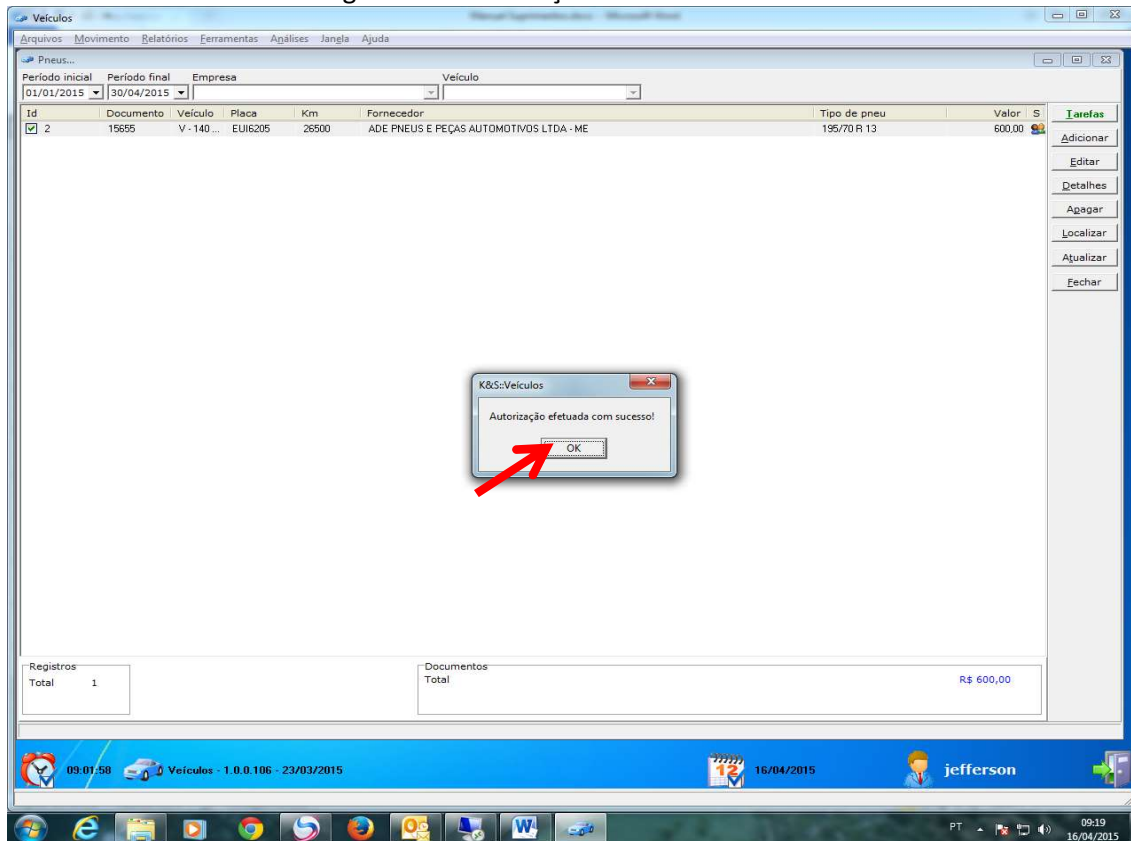 Veículos
Arquivos Movimento Relatórios Ferramentas Análises Jangla Ajuda
Pneus...
Período inicial Período final Empresa Veículo
01/01/2015 30/04/2015
Id Documento Veículo Placa Km Fornecedor Tipo de pneu Valor S
2 15655 V - 140 ... EUI6205 26500 ADE PNEUS E PEÇAS AUTOMOTIVOS LTDA - ME 195/70 R 13 600,00
Tarefas
Adicionar
Editar
Detalhes
Apagar
Localizar
Atualizar
Fechar
K&S::Veículos
Autorização efetuada com sucesso!
OK
Registros
Total 1
Documentos
Total R$ 600,00
09:01:58 Veículos - 1.0.0.106 - 23/03/2015 12 16/04/2015 jefferson
PT 09:19
16/04/2015